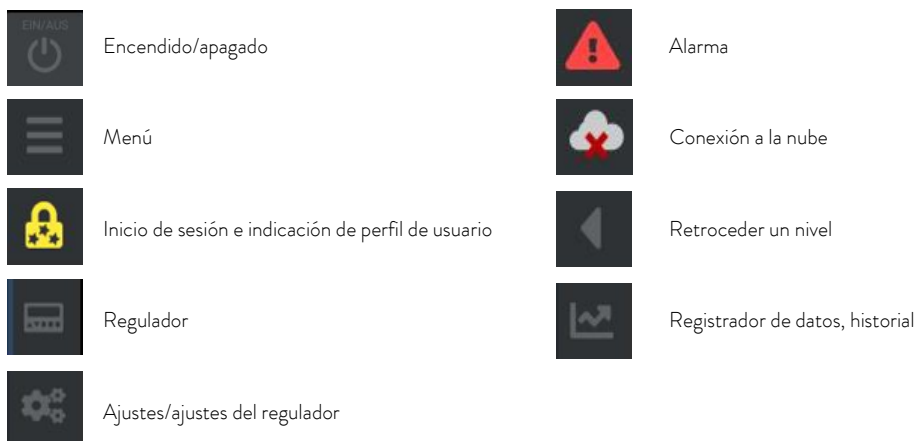 EIN/AUS
Encendido/apagado
Menú
Inicio de sesión e indicación de perfil de usuario
Regulador
Ajustes/ajustes del regulador
Alarma
Conexión a la nube
Retroceder un nivel
Registrador de datos, historial